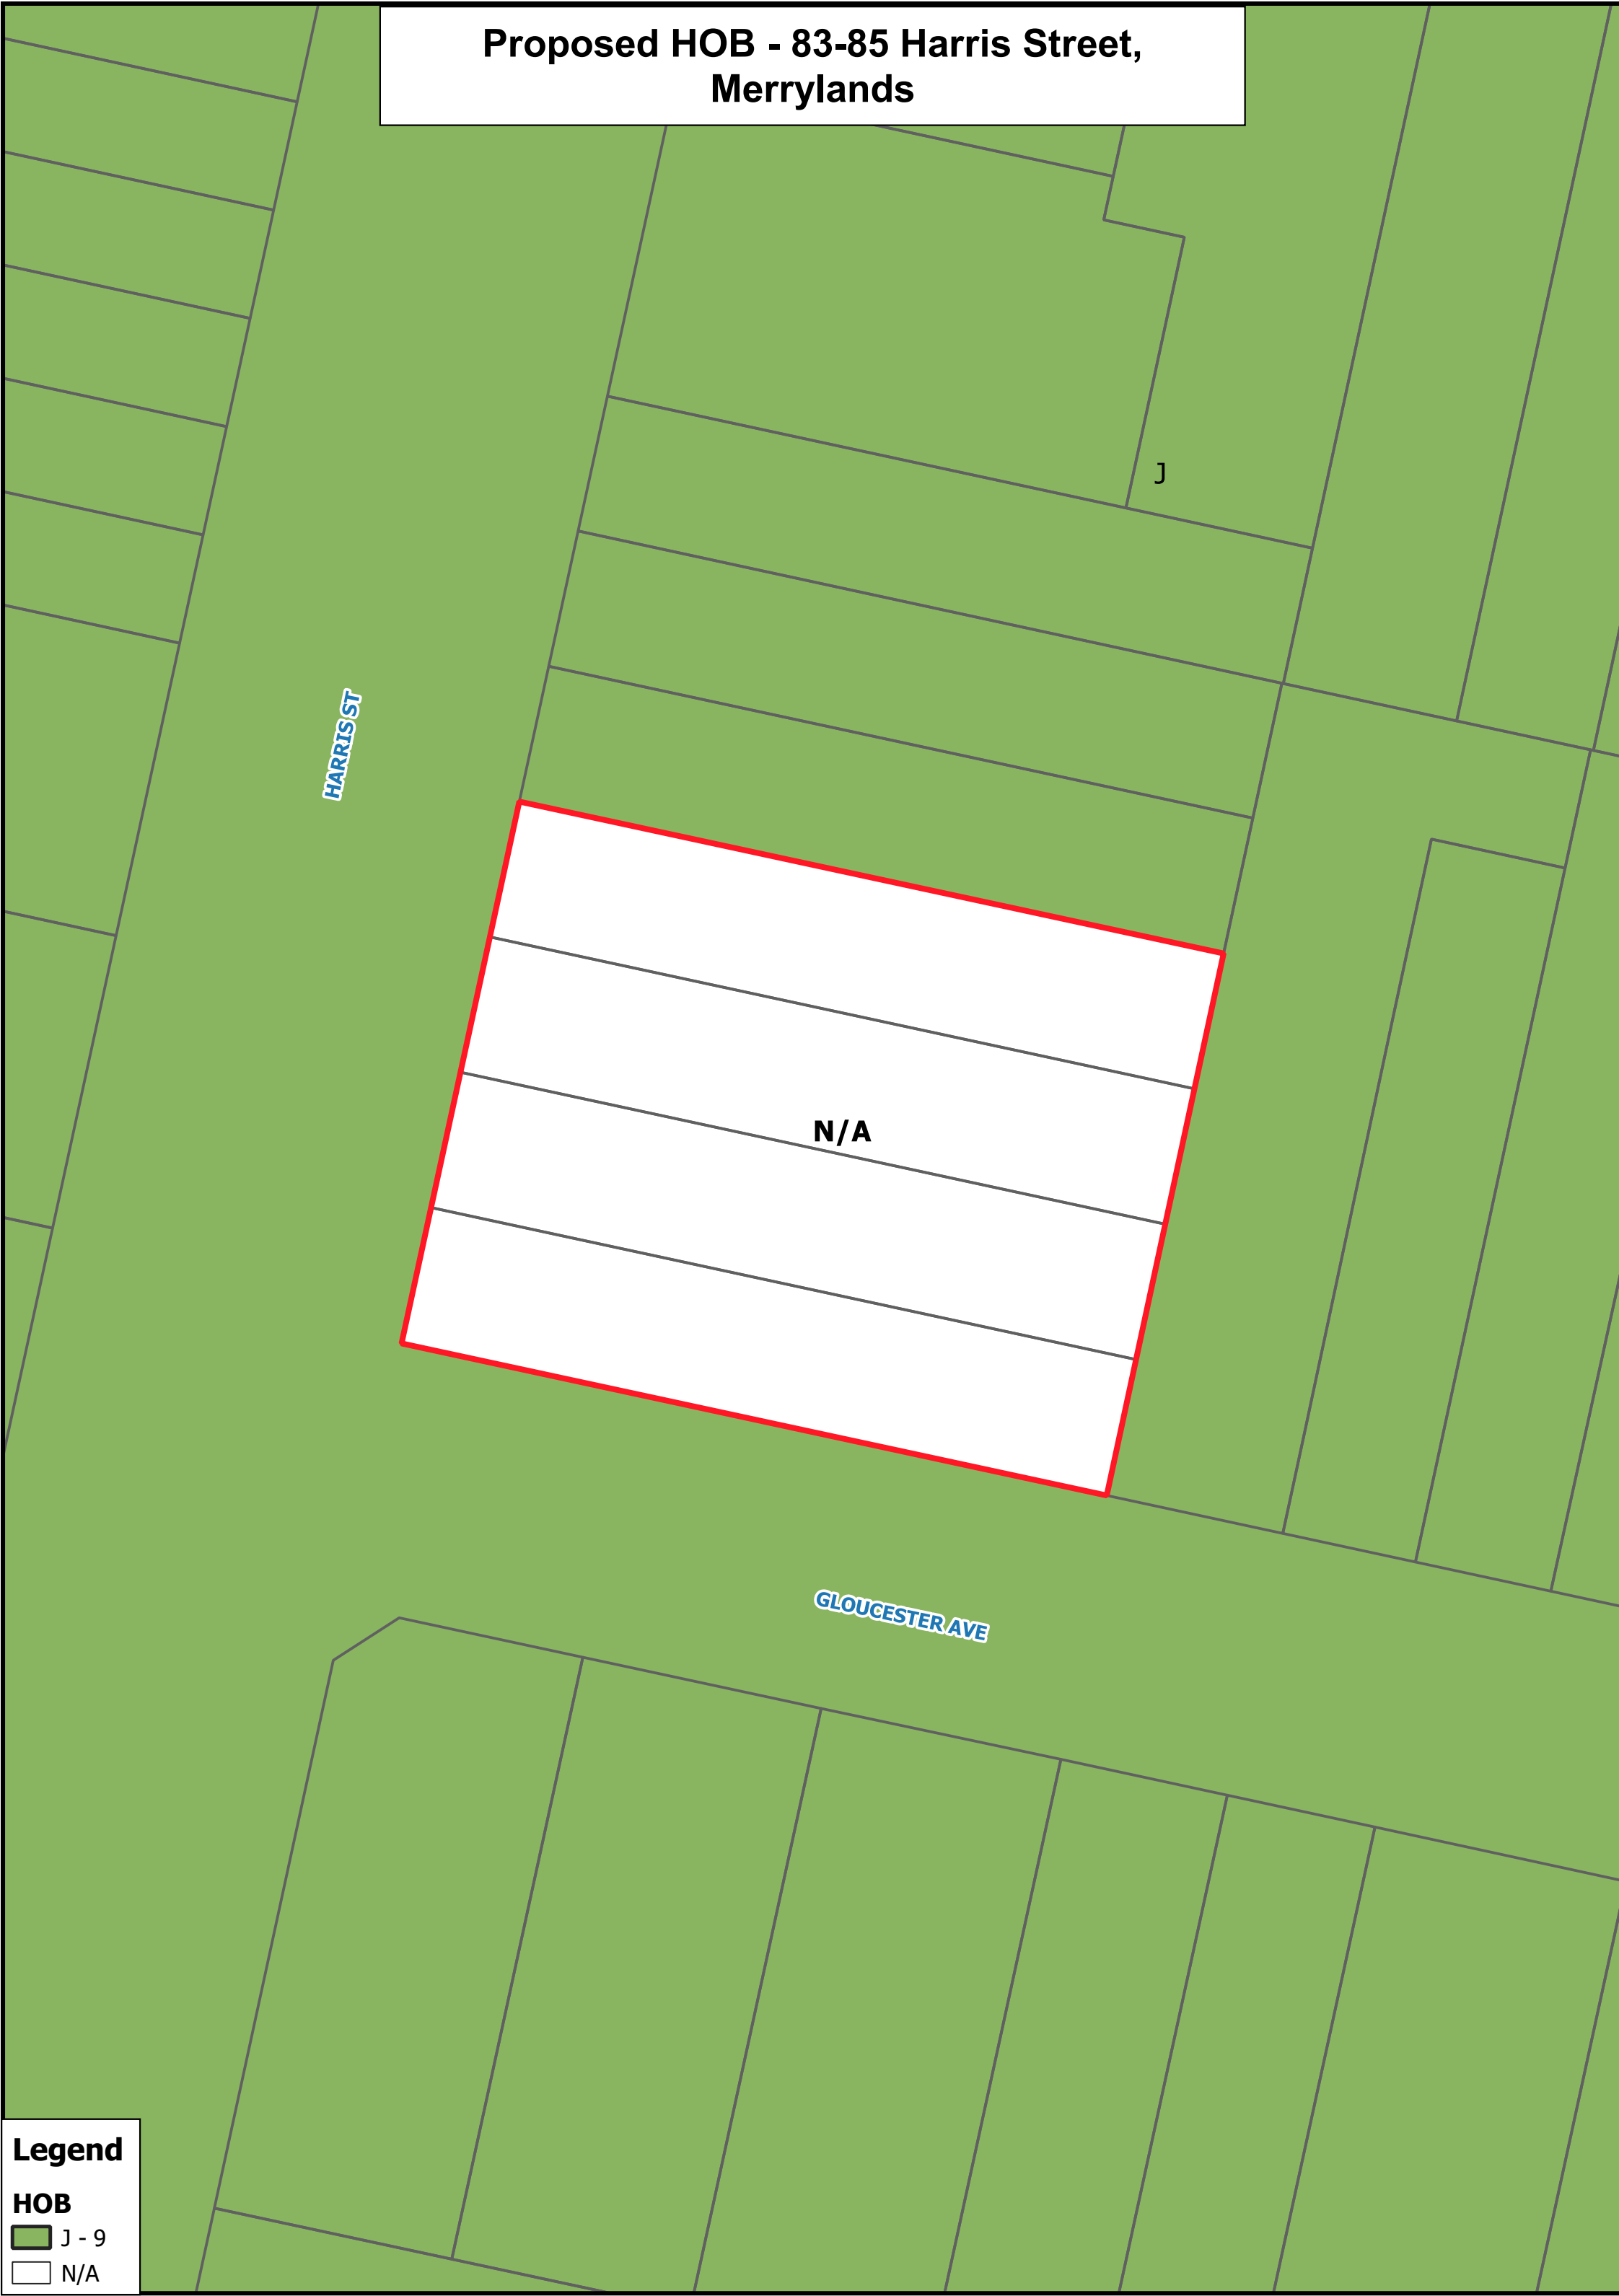 Proposed HOB - 83-85 Harris Street,
Merrylands
J
HARRIS ST
N/A
GLOUCESTER AVE
Legend
HOB
J - 9
N/A